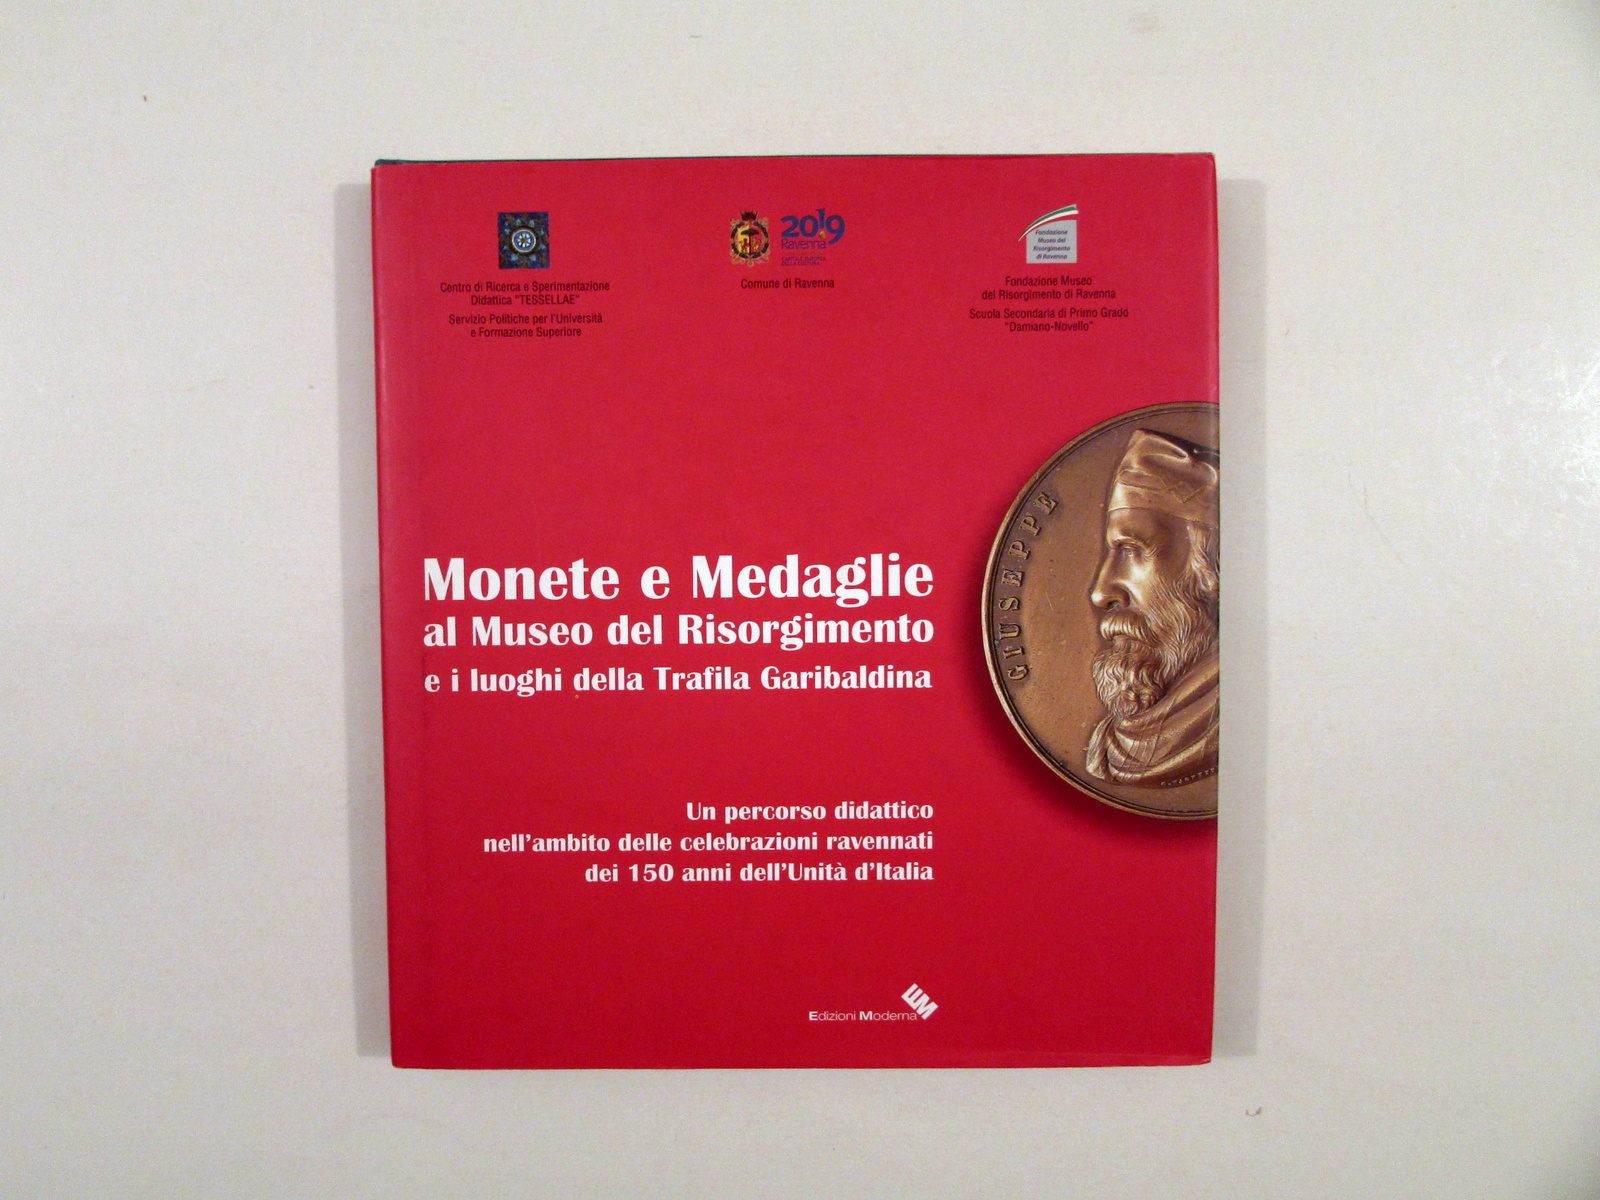 Centro di Ricerca e Sperimentazione
Didattica "TESSELLAE"
Servizio Politiche per l'Università
e Formazione Superiore
2019
Ravenna
Comune di Ravenna
Fondazione
Museo del
Risorgimento
di Ravenna
Fondazione Museo
del Risorgimento di Ravenna
Scuola Secondaria di Primo Grado
"Damiano-Novello"
GIUSEPPE
Monete e Medaglie
al Museo del Risorgimento
e i luoghi della Trafila Garibaldina
Un percorso didattico
nell'ambito delle celebrazioni ravennati
dei 150 anni dell'Unità d'Italia
EM
Edizioni Moderna